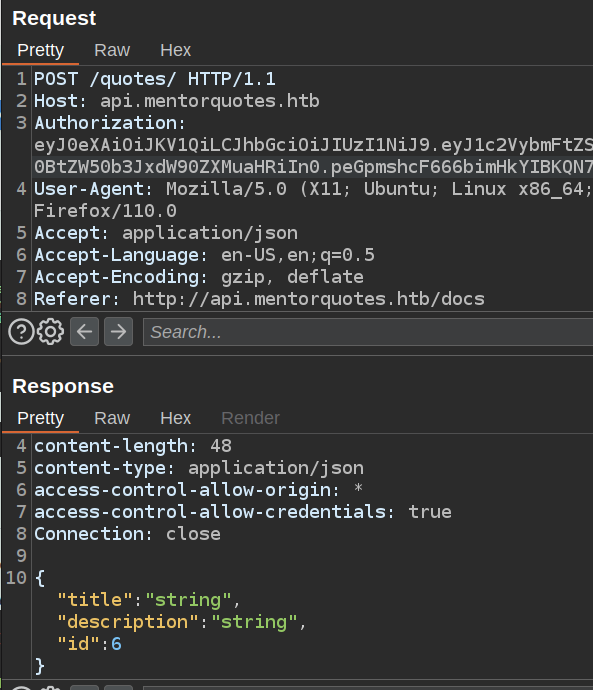 Request
Pretty Raw Hex
1 POST /quotes/ HTTP/1.1
2 Host: api.mentorquotes.htb
3 Authorization:
eyJ0eXAiOiJKV1QiLCJhbGciOiJIUzI1NiJ9.eyJ1c2VybmFtZS
0BtZW50b3JxdW90ZXMuaHRiIn0.peGpmshcF666bimHkYIBKQN7
4 User-Agent: Mozilla/5.0 (X11; Ubuntu; Linux x86_64;
Firefox/110.0
5 Accept: application/json
6 Accept-Language: en-US,en;q=0.5
7 Accept-Encoding: gzip, deflate
8 Referer: http://api.mentorquotes.htb/docs
Search...
Response
Pretty Raw Hex Render
4 content-length: 48
5 content-type: application/json
6 access-control-allow-origin: *
7 access-control-allow-credentials: true
8 Connection: close
9
10 {
"title":"string",
"description":"string",
"id":6
}